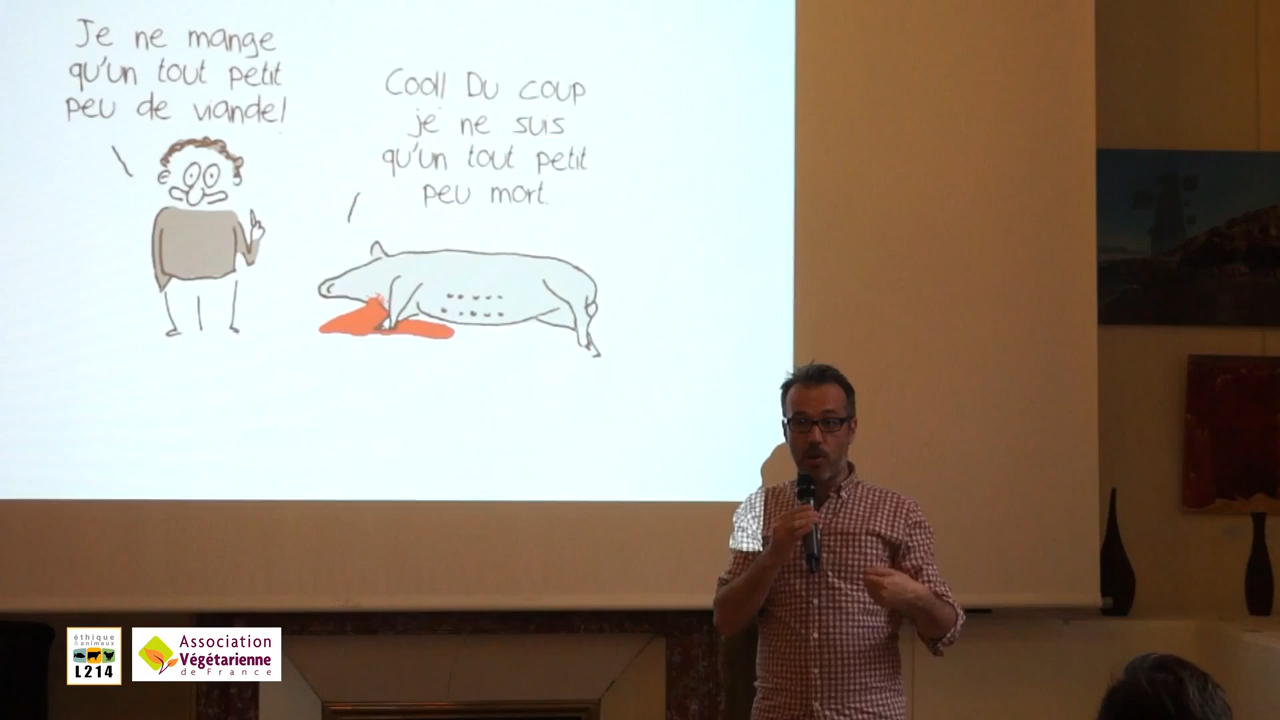 Je ne mange
qu'un tout petit
peu de viande!
Cool! Du coup
je ne suis
qu'un tout petit
peu mort.
éthique
& animaux
L214
Association
Végétarienne
de France